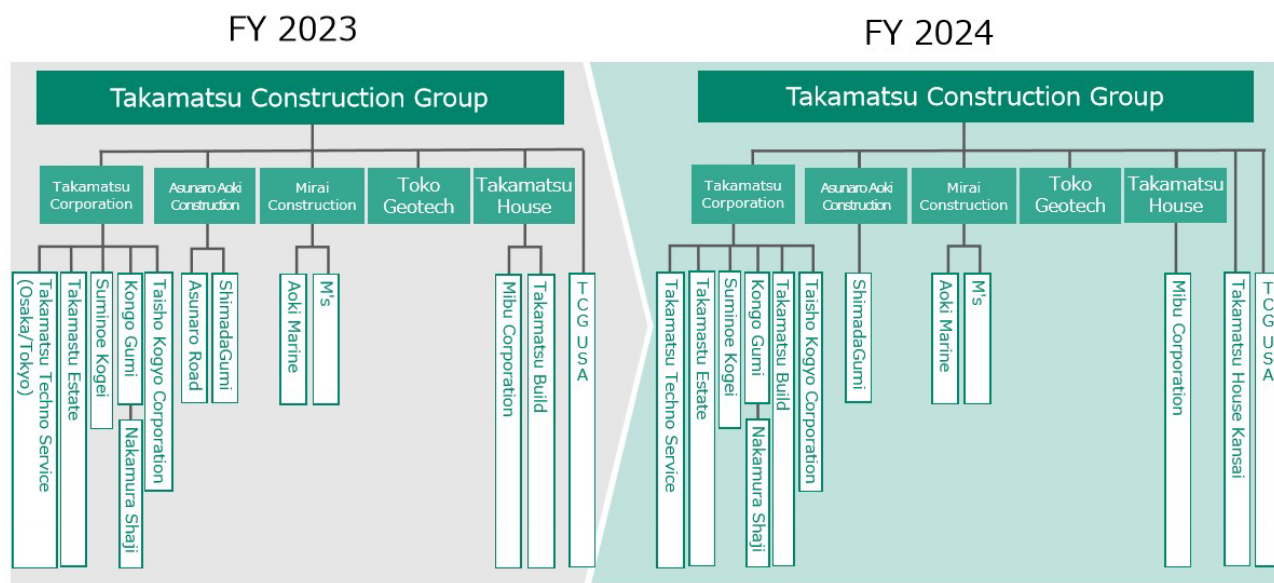 FY 2023
Takamatsu Construction Group
Takamatsu
Corporation
Asunaro Aoki
Construction
Mirai
Construction
Toko
Geotech
Takamatsu
House
Takamatsu Techno Service
(Osaka/Tokyo)
Takamastu Estate
Suminoe Kogei
Kongo Gumi
Nakamura Shaji
Taisho Kogyo Corporation
Asunaro Road
ShimadaGumi
Aoki Marine
M's
Mibu Corporation
Takamatsu Build
TCG USA
FY 2024
Takamatsu Construction Group
Takamatsu
Corporation
Asunaro Aoki
Construction
Mirai
Construction
Toko
Geotech
Takamatsu
House
Takamatsu Techno Service
Takamastu Estate
Suminoe Kogei
Kongo Gumi
Nakamura Shaji
Takamatsu Build
Taisho Kogyo Corporation
ShimadaGumi
Aoki Marine
M's
Mibu Corporation
Takamatsu House Kansai
TCG USA